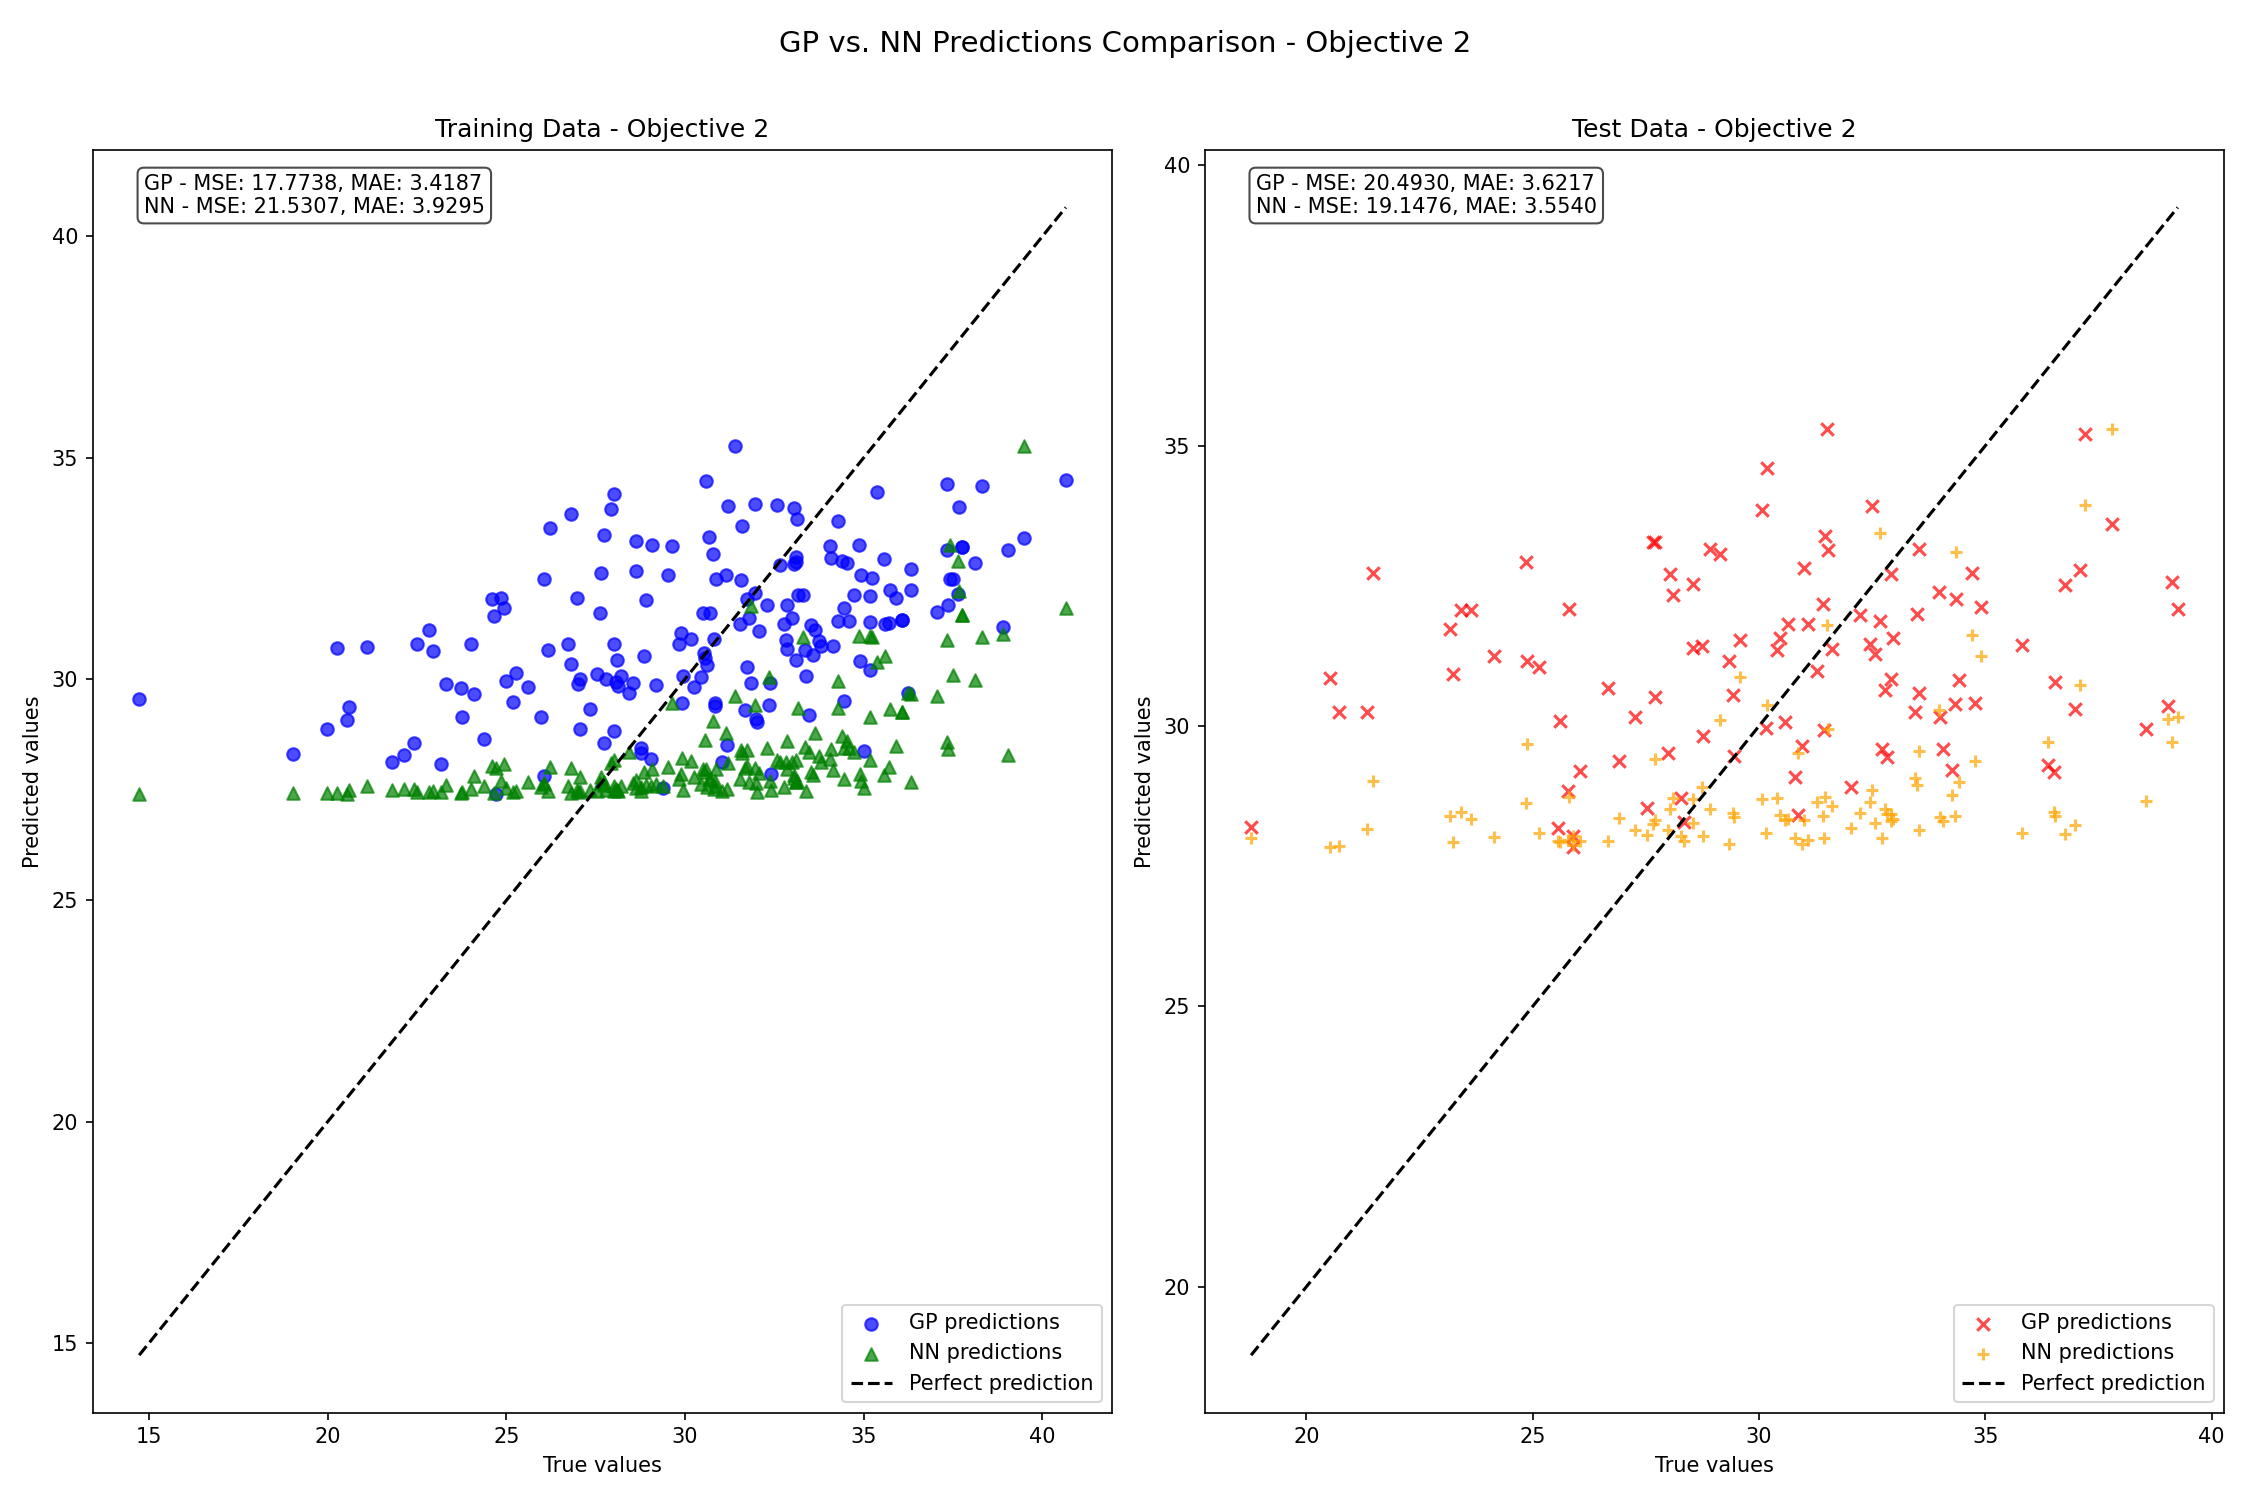 GP vs. NN Predictions Comparison - Objective 2
Training Data - Objective 2
GP - MSE: 17.7738, MAE: 3.4187
NN - MSE: 21.5307, MAE: 3.9295
40
35
30
25
20
15
Predicted values
15 20 25 30 35 40
True values
GP predictions
NN predictions
Perfect prediction
Test Data - Objective 2
GP - MSE: 20.4930, MAE: 3.6217
NN - MSE: 19.1476, MAE: 3.5540
40
35
30
25
20
Predicted values
20 25 30 35 40
True values
GP predictions
NN predictions
Perfect prediction